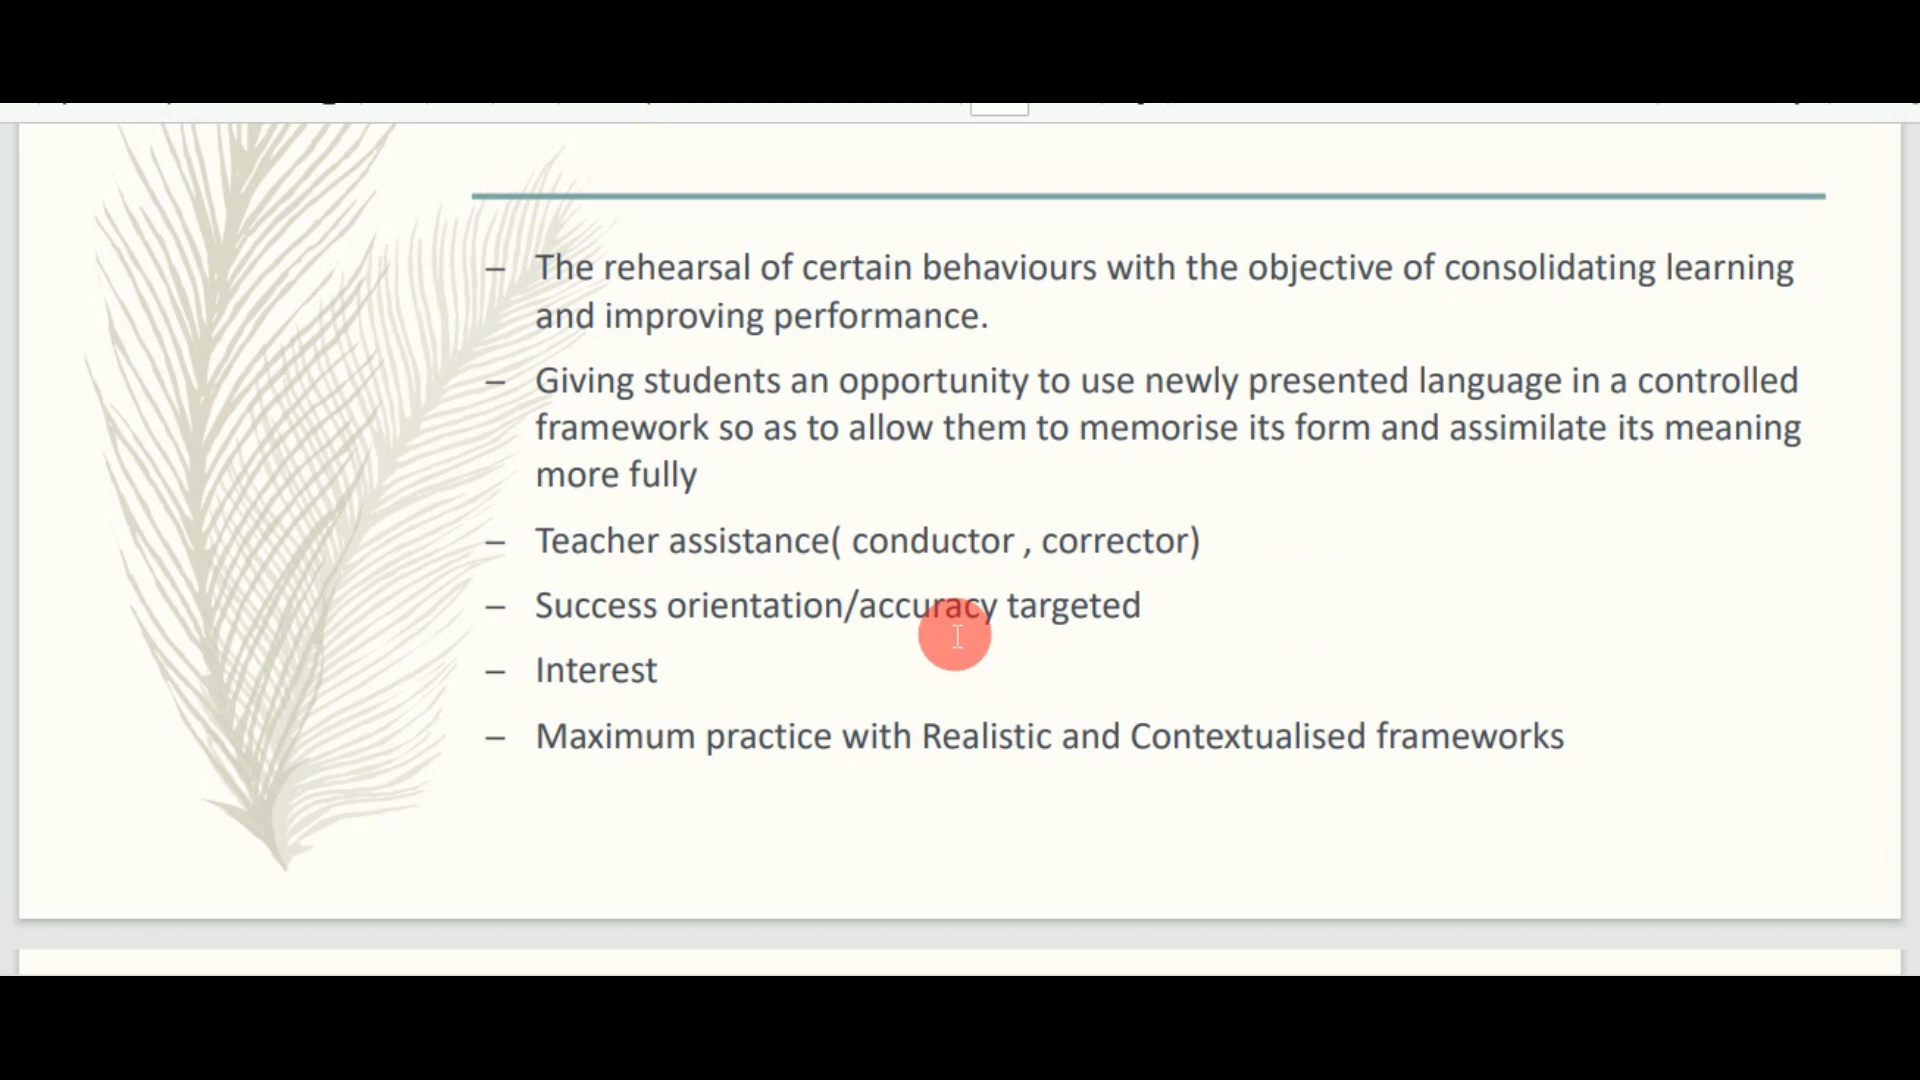 – The rehearsal of certain behaviours with the objective of consolidating learning
and improving performance.
– Giving students an opportunity to use newly presented language in a controlled
framework so as to allow them to memorise its form and assimilate its meaning
more fully
– Teacher assistance( conductor , corrector)
– Success orientation/accuracy targeted
– Interest
– Maximum practice with Realistic and Contextualised frameworks